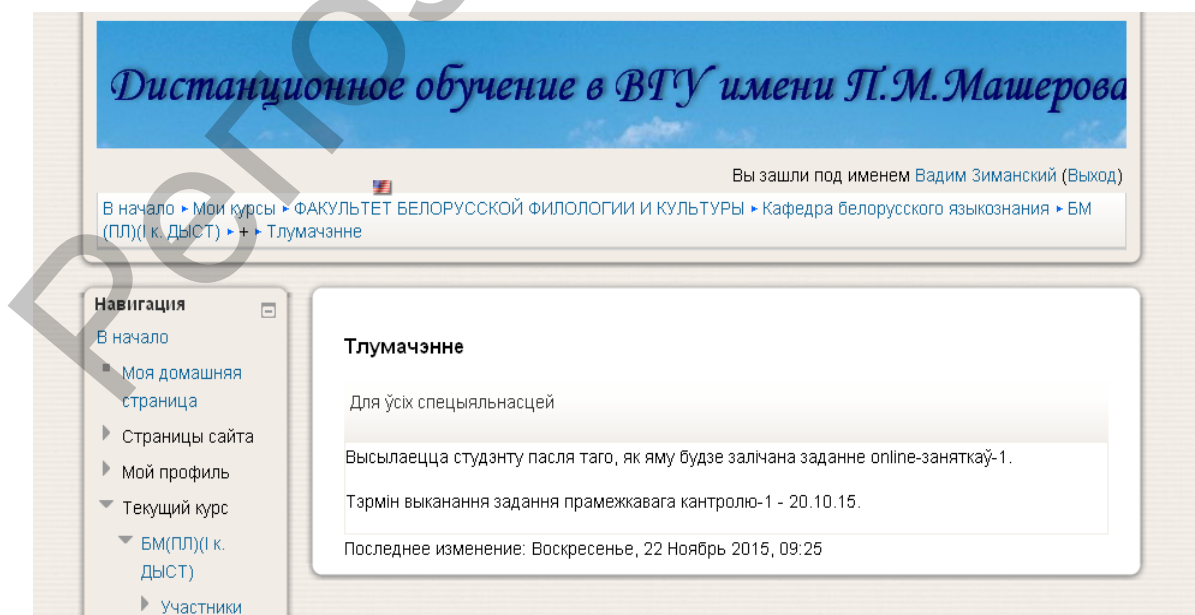 Дистанционное обучение в ВГУ имени П.М.Машерова
Вы зашли под именем Вадим Зиманский (Выход)
В начало ► Мои курсы ► ФАКУЛЬТЕТ БЕЛОРУССКОЙ ФИЛОЛОГИИ И КУЛЬТУРЫ ► Кафедра белорусского языкознания ► БМ
(ПЛ)(I к. ДЫСТ) ► + ► Тлумачэнне
Навигация
В начало
Моя домашняя
страница
Страницы сайта
Мой профиль
Текущий курс
БМ(ПЛ)(I к.
ДЫСТ)
Участники
Тлумачэнне
Для ўсіх спецыяльнасцей
Высылаецца студэнту пасля таго, як яму будзе залічана заданне online-заняткаў-1.
Тэрмін выканання задання прамежкавага кантролю-1 - 20.10.15.
Последнее изменение: Воскресенье, 22 Ноябрь 2015, 09:25